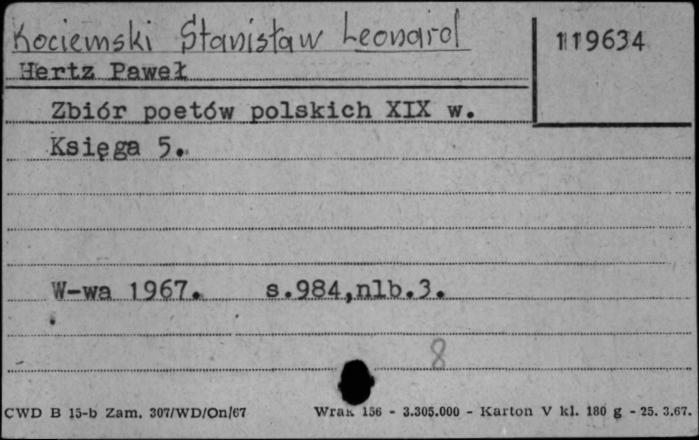 Kociemski Stanisław Leonard
119634
Hertz Paweł
Zbiór poetów polskich XIX w.
Księga 5.
W-wa 1967. s.984,nlb.3.
8
CWD B 15-b Zam. 307/WD/On/67 Wrak 156 - 3.305.000 - Karton V kl. 180 g - 25. 3.67.